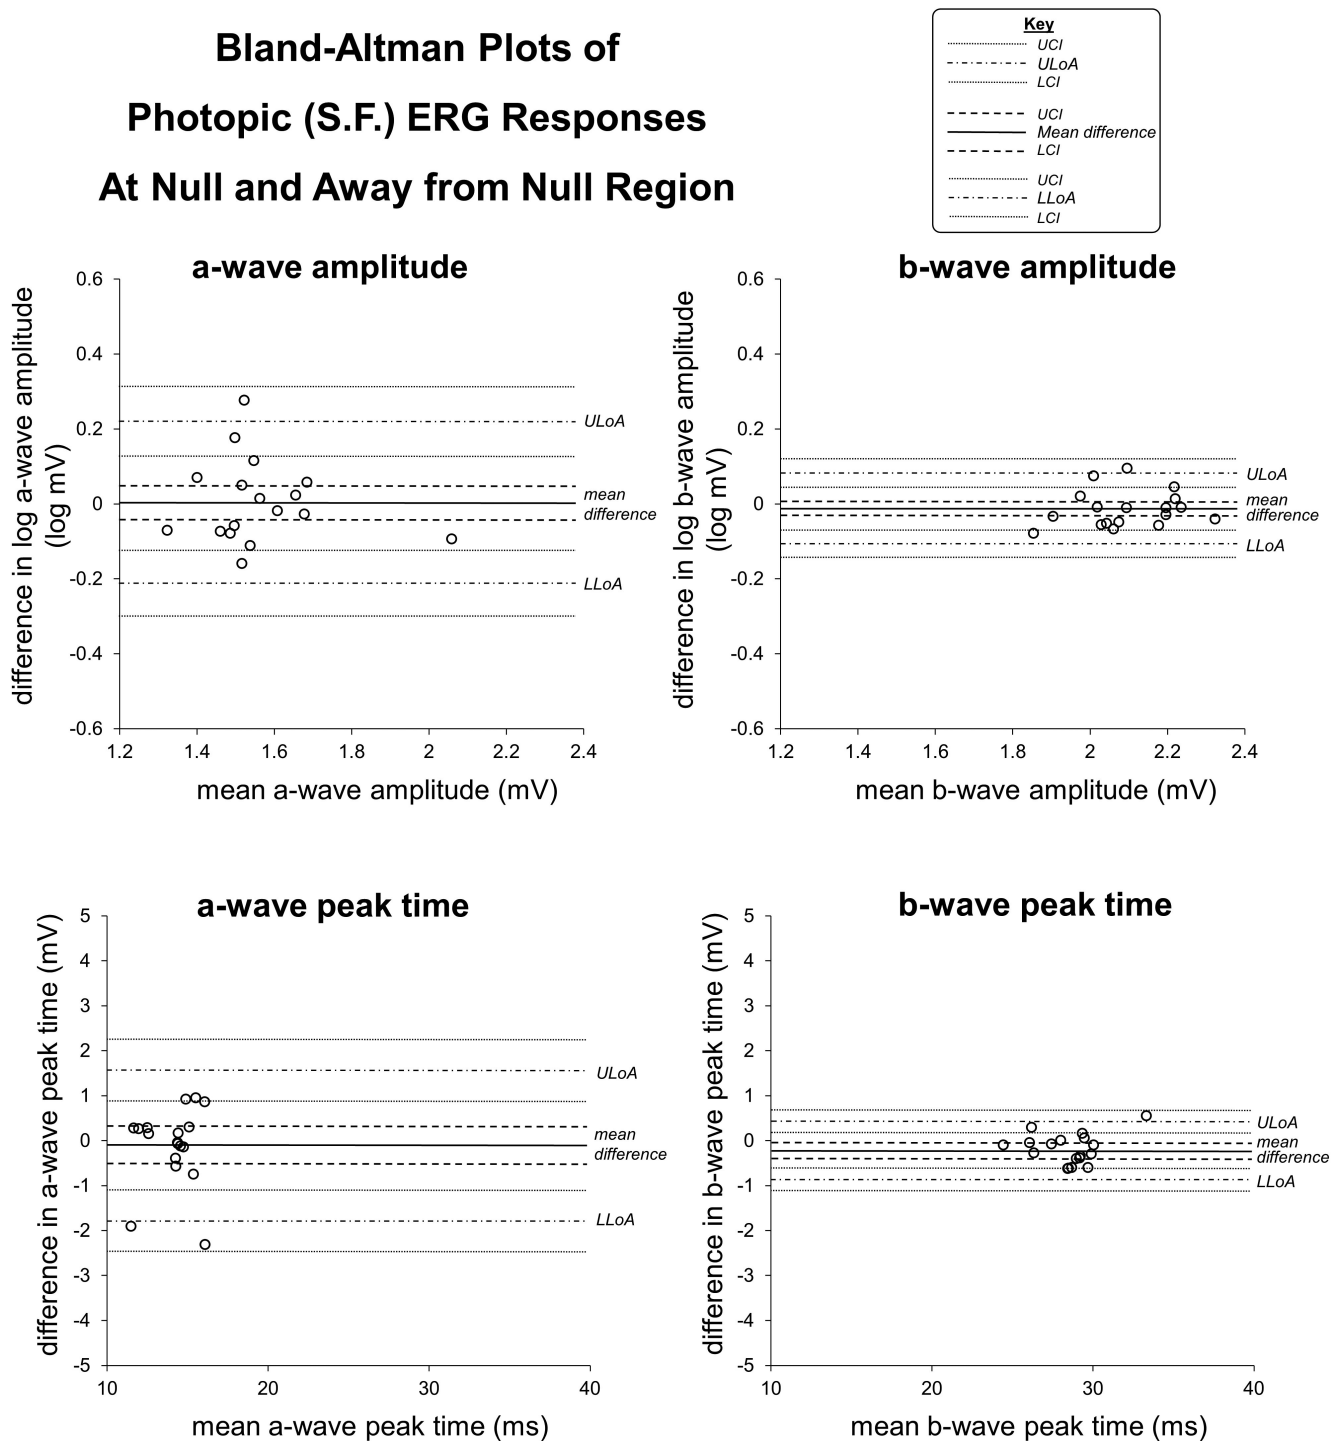 Bland-Altman Plots of
Photopic (S.F.) ERG Responses
At Null and Away from Null Region
Key
UCI
ULoA
LCI
UCI
Mean difference
LCI
UCI
LLoA
LCI
a-wave amplitude
difference in log a-wave amplitude
(log mV)
0.6
0.4
0.2
0
-0.2
-0.4
-0.6
ULoA
mean
difference
LLoA
1.2 1.4 1.6 1.8 2 2.2 2.4
mean a-wave amplitude (mV)
b-wave amplitude
difference in log b-wave amplitude
(log mV)
0.6
0.4
0.2
0
-0.2
-0.4
-0.6
ULoA
mean
difference
LLoA
1.2 1.4 1.6 1.8 2 2.2 2.4
mean b-wave amplitude (mV)
a-wave peak time
difference in a-wave peak time (mV)
5
4
3
2
1
0
-1
-2
-3
-4
-5
ULoA
mean
difference
LLoA
10 20 30 40
mean a-wave peak time (ms)
b-wave peak time
difference in b-wave peak time (mV)
5
4
3
2
1
0
-1
-2
-3
-4
-5
ULoA
mean
difference
LLoA
10 20 30 40
mean b-wave peak time (ms)